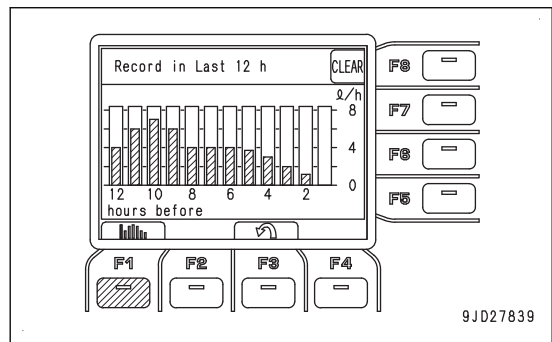 Record in Last 12 h CLEAR
ℓ/h
8
4
0
12 10 8 6 4 2
hours before
F8
F7
F6
F5
F1 F2 F3 F4
9JD27839